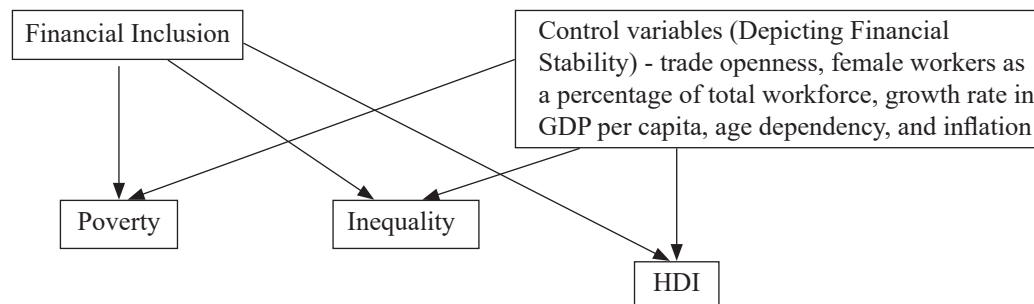 Financial Inclusion
Control variables (Depicting Financial
Stability) - trade openness, female workers as
a percentage of total workforce, growth rate in
GDP per capita, age dependency, and inflation
Poverty
Inequality
HDI